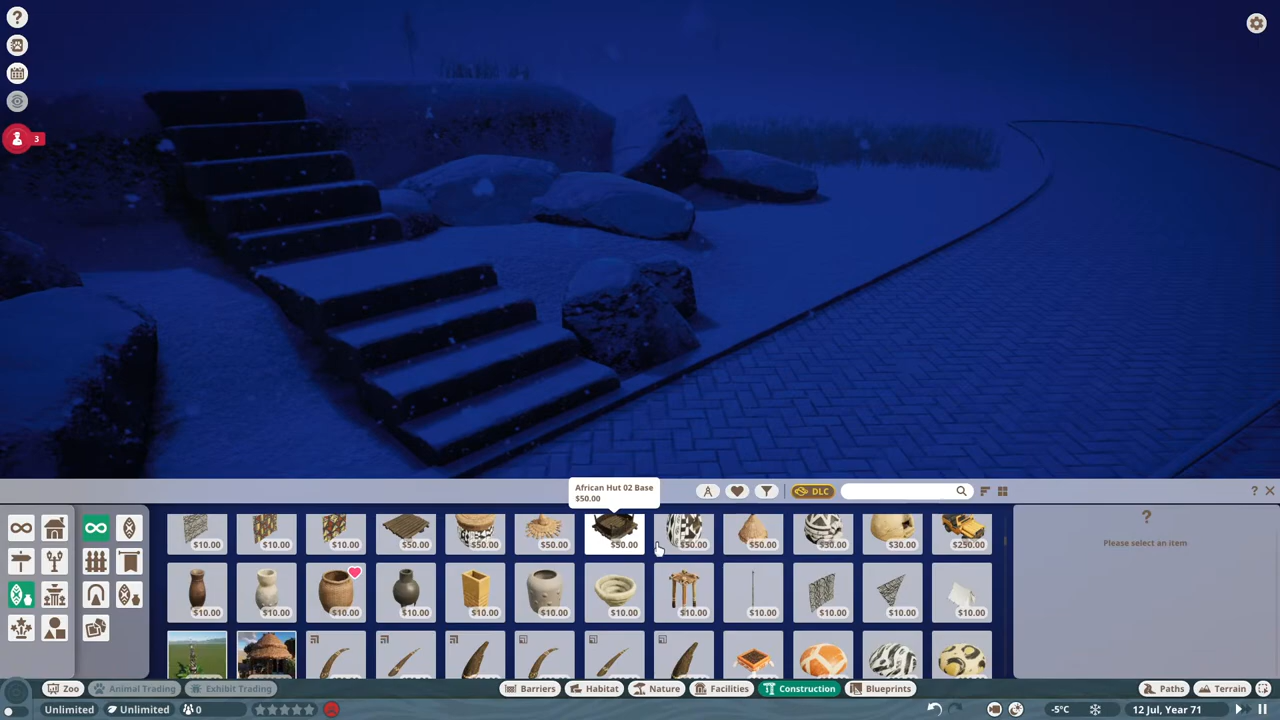 3
African Hut 02 Base
$50.00
DLC
$10.00 $10.00 $10.00 $50.00 $50.00 $50.00 $50.00 $50.00 $50.00 $30.00 $30.00 $250.00
?
Please select an item
$10.00 $10.00 $10.00 $10.00 $10.00 $10.00 $10.00 $10.00 $10.00 $10.00 $10.00 $10.00
Zoo Animal Trading Exhibit Trading Barriers Habitat Nature Facilities Construction Blueprints Paths Terrain
Unlimited Unlimited 0 -5°C 12 Jul, Year 71